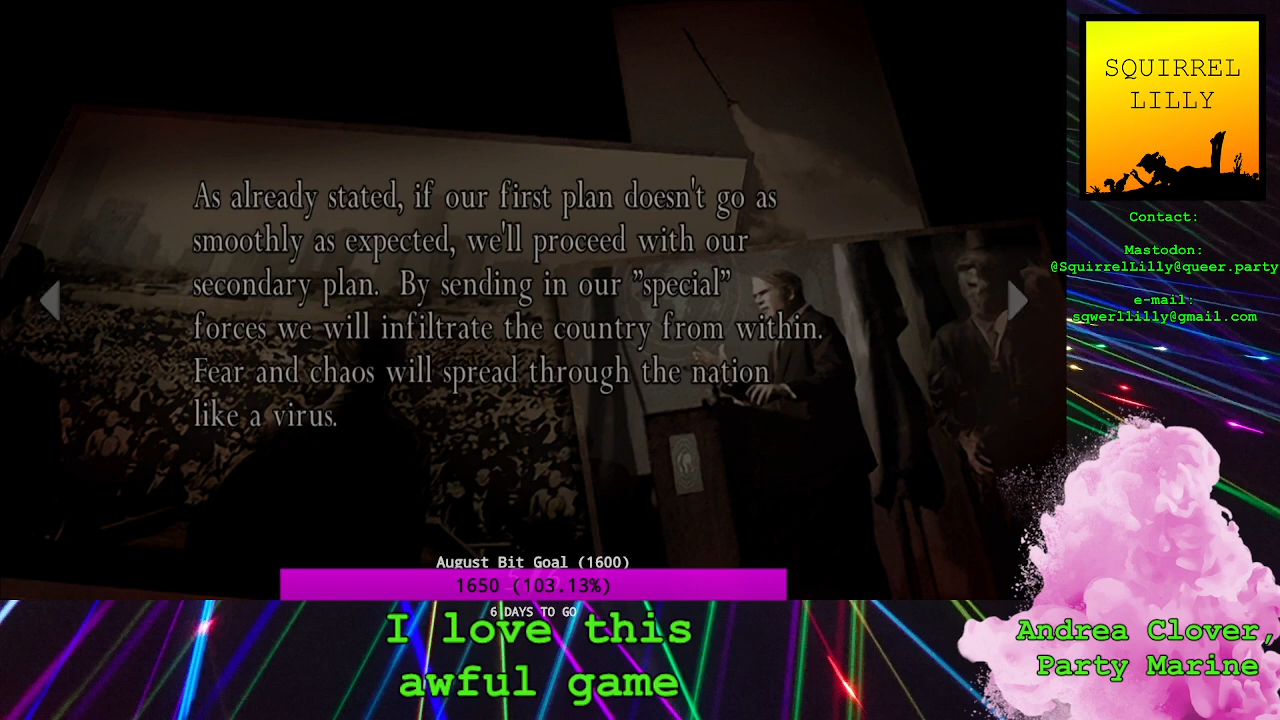 SQUIRREL
LILLY
Contact:
Mastodon:
@SquirrelLilly@queer.party
e-mail:
sqwerllilly@gmail.com
As already stated, if our first plan doesn't go as
smoothly as expected, we'll proceed with our
secondary plan.  By sending in our "special"
forces we will infiltrate the country from within.
Fear and chaos will spread through the nation
like a virus.
August Bit Goal (1600)
1650 (103.13%)
6 DAYS TO GO
I love this
awful game
Andrea Clover,
Party Marine